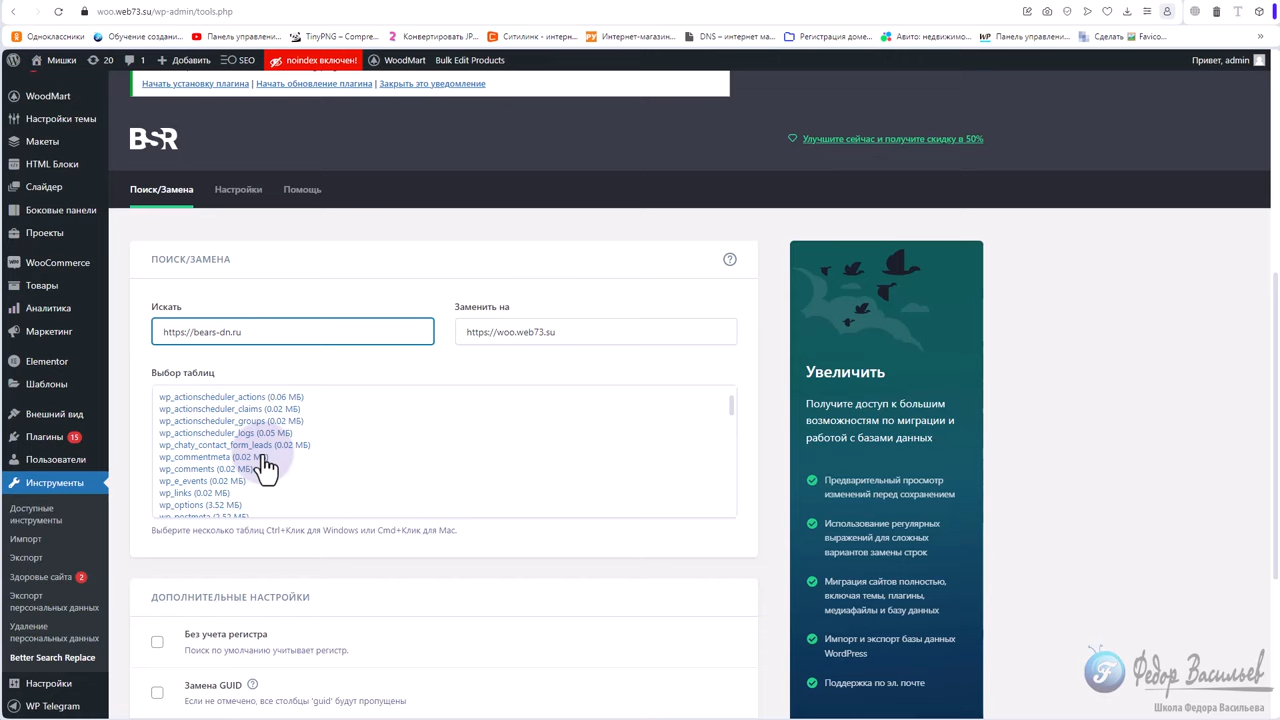 woo.web73.su/wp-admin/tools.php
Одноклассники
Обучение создани...
Панель управлени...
TinyPNG – Compres...
Конвертировать JP...
Ситилинк - интерн...
Интернет-магазин...
DNS – интернет ма...
Регистрация доме...
Авито: недвижимо...
Панель управлени...
Сделать Favico...
Мишки
20
1
Добавить
SEO
noindex включен!
WoodMart
Bulk Edit Products
Привет, admin
Начать установку плагина | Начать обновление плагина | Закрыть это уведомление
WoodMart
Настройки темы
Макеты
HTML Блоки
Слайдер
Боковые панели
Проекты
WooCommerce
Товары
Аналитика
Маркетинг
Elementor
Шаблоны
Внешний вид
Плагины 15
Пользователи
Инструменты
Доступные
инструменты
Импорт
Экспорт
Здоровье сайта 2
Экспорт
персональных данных
Удаление
персональных данных
Better Search Replace
Настройки
WP Telegram
BSR
Улучшите сейчас и получите скидку в 50%
Поиск/Замена
Настройки
Помощь
ПОИСК/ЗАМЕНА
Искать
Заменить на
https://bears-dn.ru
https://woo.web73.su
Выбор таблиц
wp_actionscheduler_actions (0.06 МБ)
wp_actionscheduler_claims (0.02 МБ)
wp_actionscheduler_groups (0.02 МБ)
wp_actionscheduler_logs (0.05 МБ)
wp_chaty_contact_form_leads (0.02 МБ)
wp_commentmeta (0.02 МБ)
wp_comments (0.02 МБ)
wp_e_events (0.02 МБ)
wp_links (0.02 МБ)
wp_options (3.52 МБ)
wp_postmeta (2.52 МБ)
Выберите несколько таблиц Ctrl+Клик для Windows или Cmd+Клик для Mac.
ДОПОЛНИТЕЛЬНЫЕ НАСТРОЙКИ
Без учета регистра
Поиск по умолчанию учитывает регистр.
Замена GUID
Если не отмечено, все столбцы 'guid' будут пропущены
Увеличить
Получите доступ к большим
возможностям по миграции и
работой с базами данных
Предварительный просмотр
изменений перед сохранением
Использование регулярных
выражений для сложных
вариантов замены строк
Миграция сайтов полностью,
включая темы, плагины,
медиафайлы и базу данных
Импорт и экспорт базы данных
WordPress
Поддержка по эл. почте
Федор Васильев
Школа Федора Васильева